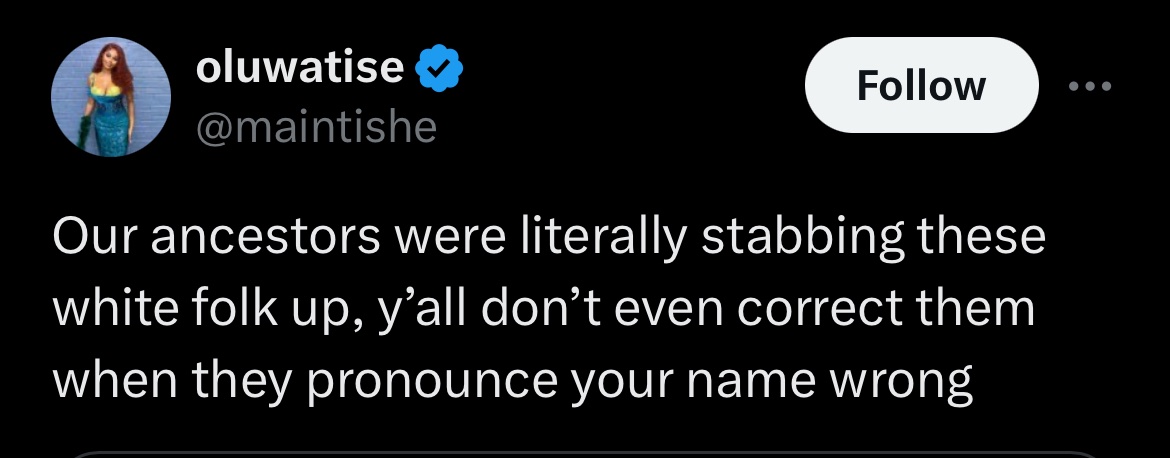 oluwatise
@maintishe
Follow
Our ancestors were literally stabbing these
white folk up, y’all don’t even correct them
when they pronounce your name wrong